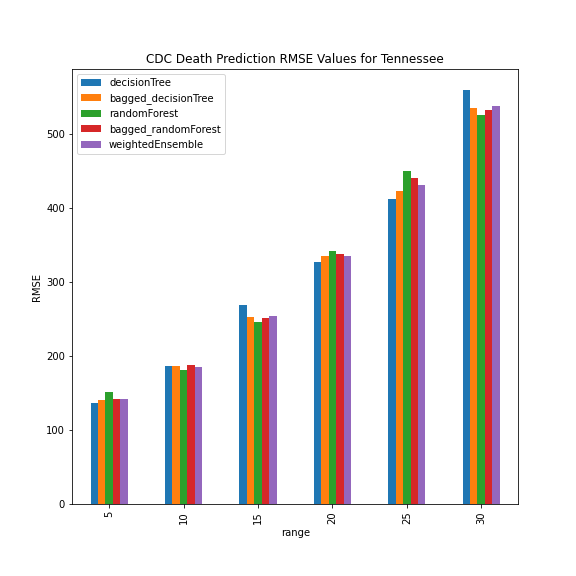 CDC Death Prediction RMSE Values for Tennessee
decisionTree
bagged_decisionTree
randomForest
bagged_randomForest
weightedEnsemble
500
400
300
200
100
0
RMSE
5
10
15
20
25
30
range